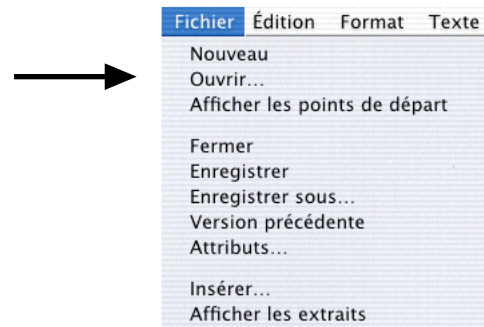 Fichier Édition Format Texte
Nouveau
Ouvrir...
Afficher les points de départ
Fermer
Enregistrer
Enregistrer sous...
Version précédente
Attributs...
Insérer...
Afficher les extraits